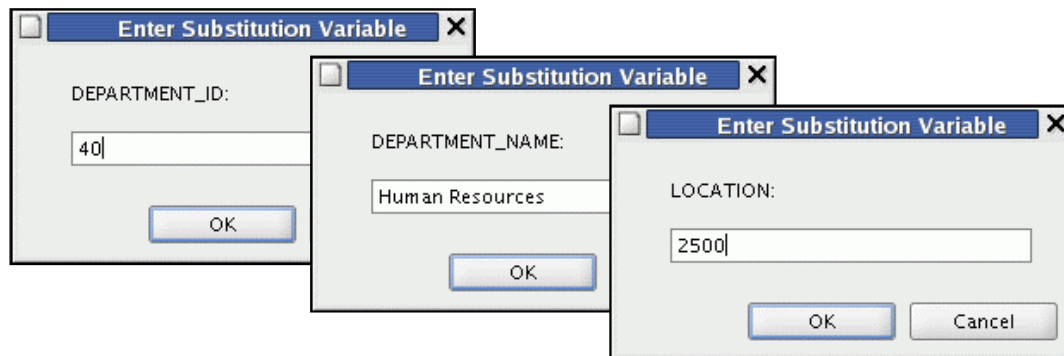 Enter Substitution Variable
DEPARTMENT_ID:
40
OK
Enter Substitution Variable
DEPARTMENT_NAME:
Human Resources
OK
Enter Substitution Variable
LOCATION:
2500
OK Cancel